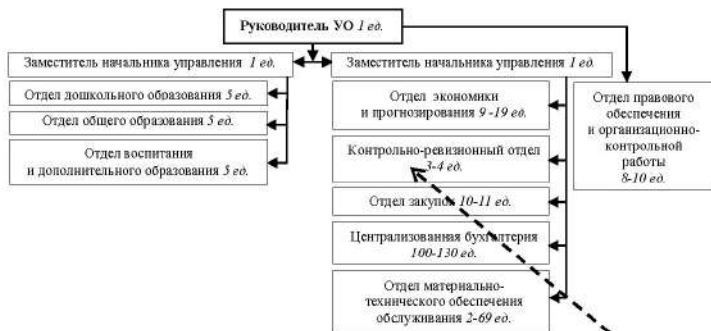 Руководитель УО 1 ед.
Заместитель начальника управления 1 ед.
Отдел дошкольного образования 5 ед.
Отдел общего образования 5 ед.
Отдел воспитания
и дополнительного образования 5 ед.
Заместитель начальника управления 1 ед.
Отдел экономики
и прогнозирования 9 -19 ед.
Контрольно-ревизионный отдел
3-4 ед.
Отдел закупок 10-11 ед.
Централизованная бухгалтерия
100-130 ед.
Отдел материально-
технического обеспечения
обслуживания 2-69 ед.
Отдел правового
обеспечения
и организационно-
контрольной
работы
8-10 ед.